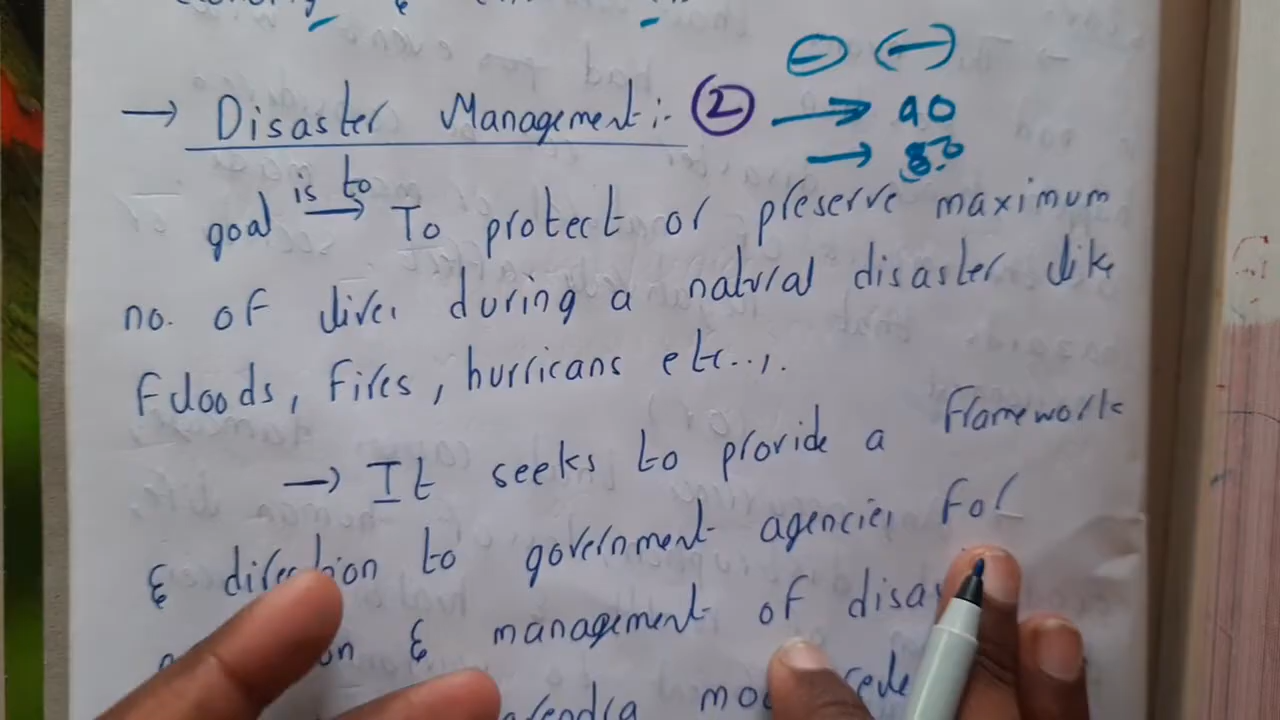 → Disaster Management:- ② ⊖ (—)
→ 90
→ 80
goal is to → To protect or preserve maximum
no. of lives during a natural disaster like
Floods, Fires, hurricans etc..,.
→ It seeks to provide a Framework
& direction to government agencies For
& management of